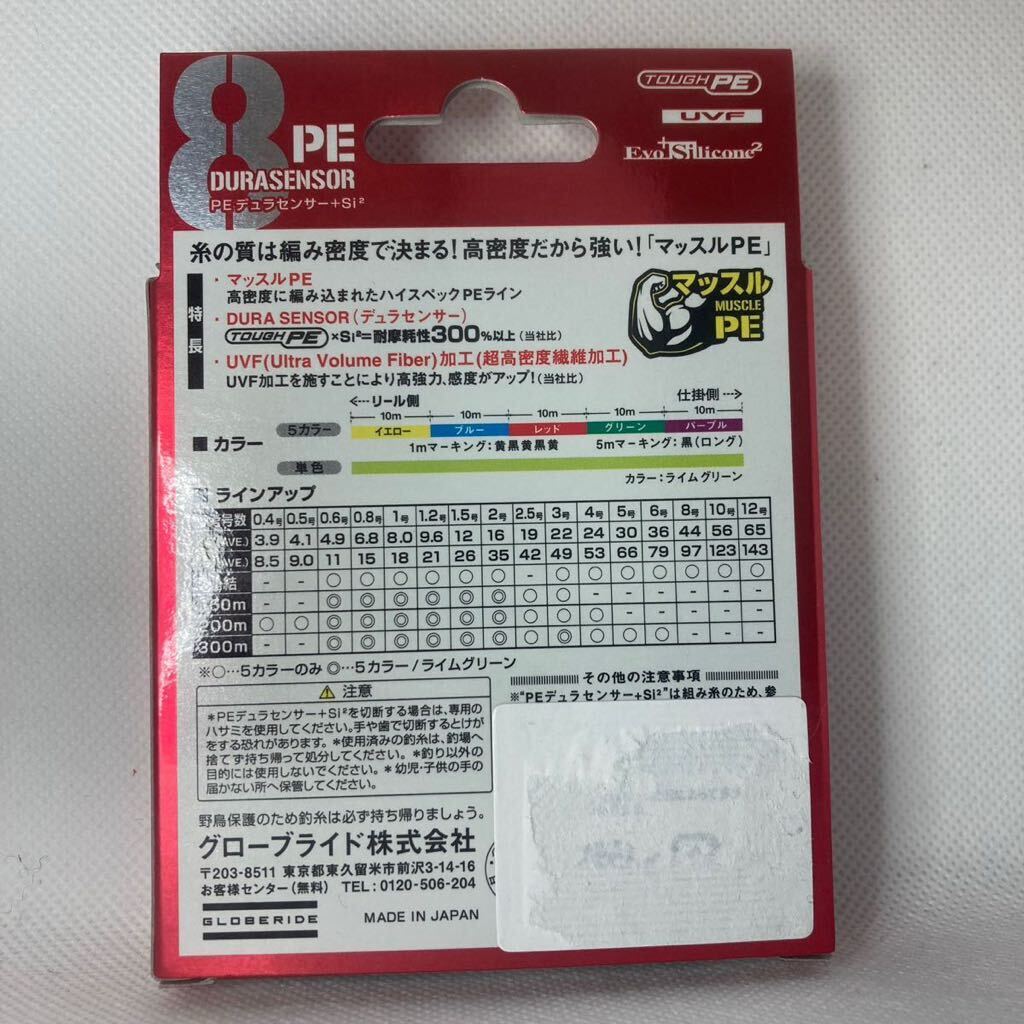 8 PE
DURASENSOR
PEデュラセンサー+Si²
TOUGH PE
UVF
Evo+Silicone²
糸の質は編み密度で決まる!高密度だから強い!「マッスルPE」
特長
・マッスルPE
高密度に編み込まれたハイスペックPEライン
・DURA SENSOR(デュラセンサー)
TOUGH PE×Si²=耐摩耗性300%以上(当社比)
・UVF(Ultra Volume Fiber)加工(超高密度繊維加工)
UVF加工を施すことにより高強力、感度がアップ!(当社比)
マッスル
MUSCLE
PE
<---リール側 仕掛側--->
10m 10m 10m 10m 10m
■カラー 5カラー イエロー ブルー レッド グリーン パープル
1mマーキング:黄黒黄黒黄 5mマーキング:黒(ロング)
単色
カラー:ライムグリーン
ラインアップ
号数 0.4号 0.5号 0.6号 0.8号 1号 1.2号 1.5号 2号 2.5号 3号 4号 5号 6号 8号 10号 12号
AVE.) 3.9 4.1 4.9 6.8 8.0 9.6 12 16 19 22 24 30 36 44 56 65
AVE.) 8.5 9.0 11 15 18 21 26 35 42 49 53 66 79 97 123 143
結 - - ○ ○ ○ ○ ○ ○ - ○ ○ ○ ○ ○ ○ ○
50m - - ◎ ◎ ◎ ◎ ◎ ◎ ○ ○ - - - - - -
200m ○ ○ ◎ ◎ ◎ ◎ ◎ ◎ ○ ○ ○ - - - - -
300m - - ◎ ◎ ◎ ◎ ◎ ◎ ○ ◎ ○ ○ ○ - - -
※○…5カラーのみ ◎…5カラー/ライムグリーン
⚠注意
*PEデュラセンサー+Si²を切断する場合は、専用の
ハサミを使用してください。手や歯で切断するとけが
をする恐れがあります。*使用済みの釣糸は、釣場へ
捨てず持ち帰って処分してください。*釣り以外の
目的には使用しないでください。*幼児・子供の手の
届かない所へ保管してください。
その他の注意事項
※"PEデュラセンサー+Si²"は組み糸のため、参
野鳥保護のため釣糸は必ず持ち帰りましょう。
グローブライド株式会社
〒203-8511 東京都東久留米市前沢3-14-16
お客様センター(無料) TEL:0120-506-204
GLOBERIDE
MADE IN JAPAN